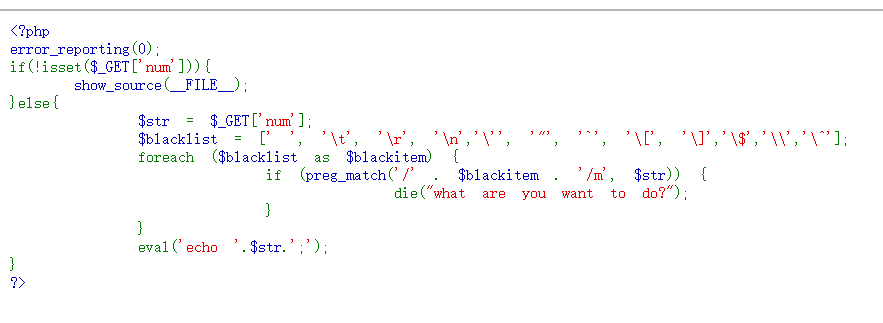 <?php
error_reporting(0);
if(!isset($_GET['num'])){
show_source(__FILE__);
}else{
$str = $_GET['num'];
$blacklist = [' ', '\t', '\r', '\n','\'', '"', '`', '\[', '\]','\$','\\','\^'];
foreach ($blacklist as $blackitem) {
if (preg_match('/' . $blackitem . '/m', $str)) {
die("what are you want to do?");
}
}
eval('echo '.$str.';');
}
?>